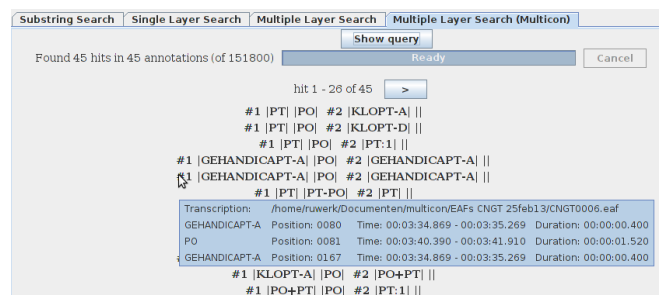 Substring Search Single Layer Search Multiple Layer Search Multiple Layer Search (Multicon)
Show query
Found 45 hits in 45 annotations (of 151800) Ready Cancel
hit 1 - 26 of 45 >
#1 |PT| |PO| #2 |KLOPT-A| ||
#1 |PT| |PO| #2 |KLOPT-D| ||
#1 |PT| |PO| #2 |PT:1| ||
#1 |GEHANDICAPT-A| |PO| #2 |GEHANDICAPT-A| ||
#1 |GEHANDICAPT-A| |PO| #2 |GEHANDICAPT-A| ||
#1 |PT| |PT-PO| #2 |PT| ||
Transcription: /home/ruwerk/Documenten/multicon/EAFs CNGT 25feb13/CNGT0006.eaf
GEHANDICAPT-A Position: 0080 Time: 00:03:34.869 - 00:03:35.269 Duration: 00:00:00.400
PO Position: 0081 Time: 00:03:40.390 - 00:03:41.910 Duration: 00:00:01.520
GEHANDICAPT-A Position: 0167 Time: 00:03:34.869 - 00:03:35.269 Duration: 00:00:00.400
#1 |KLOPT-A| |PO| #2 |PO+PT| ||
#1 |PO+PT| |PO| #2 |PT:1| ||